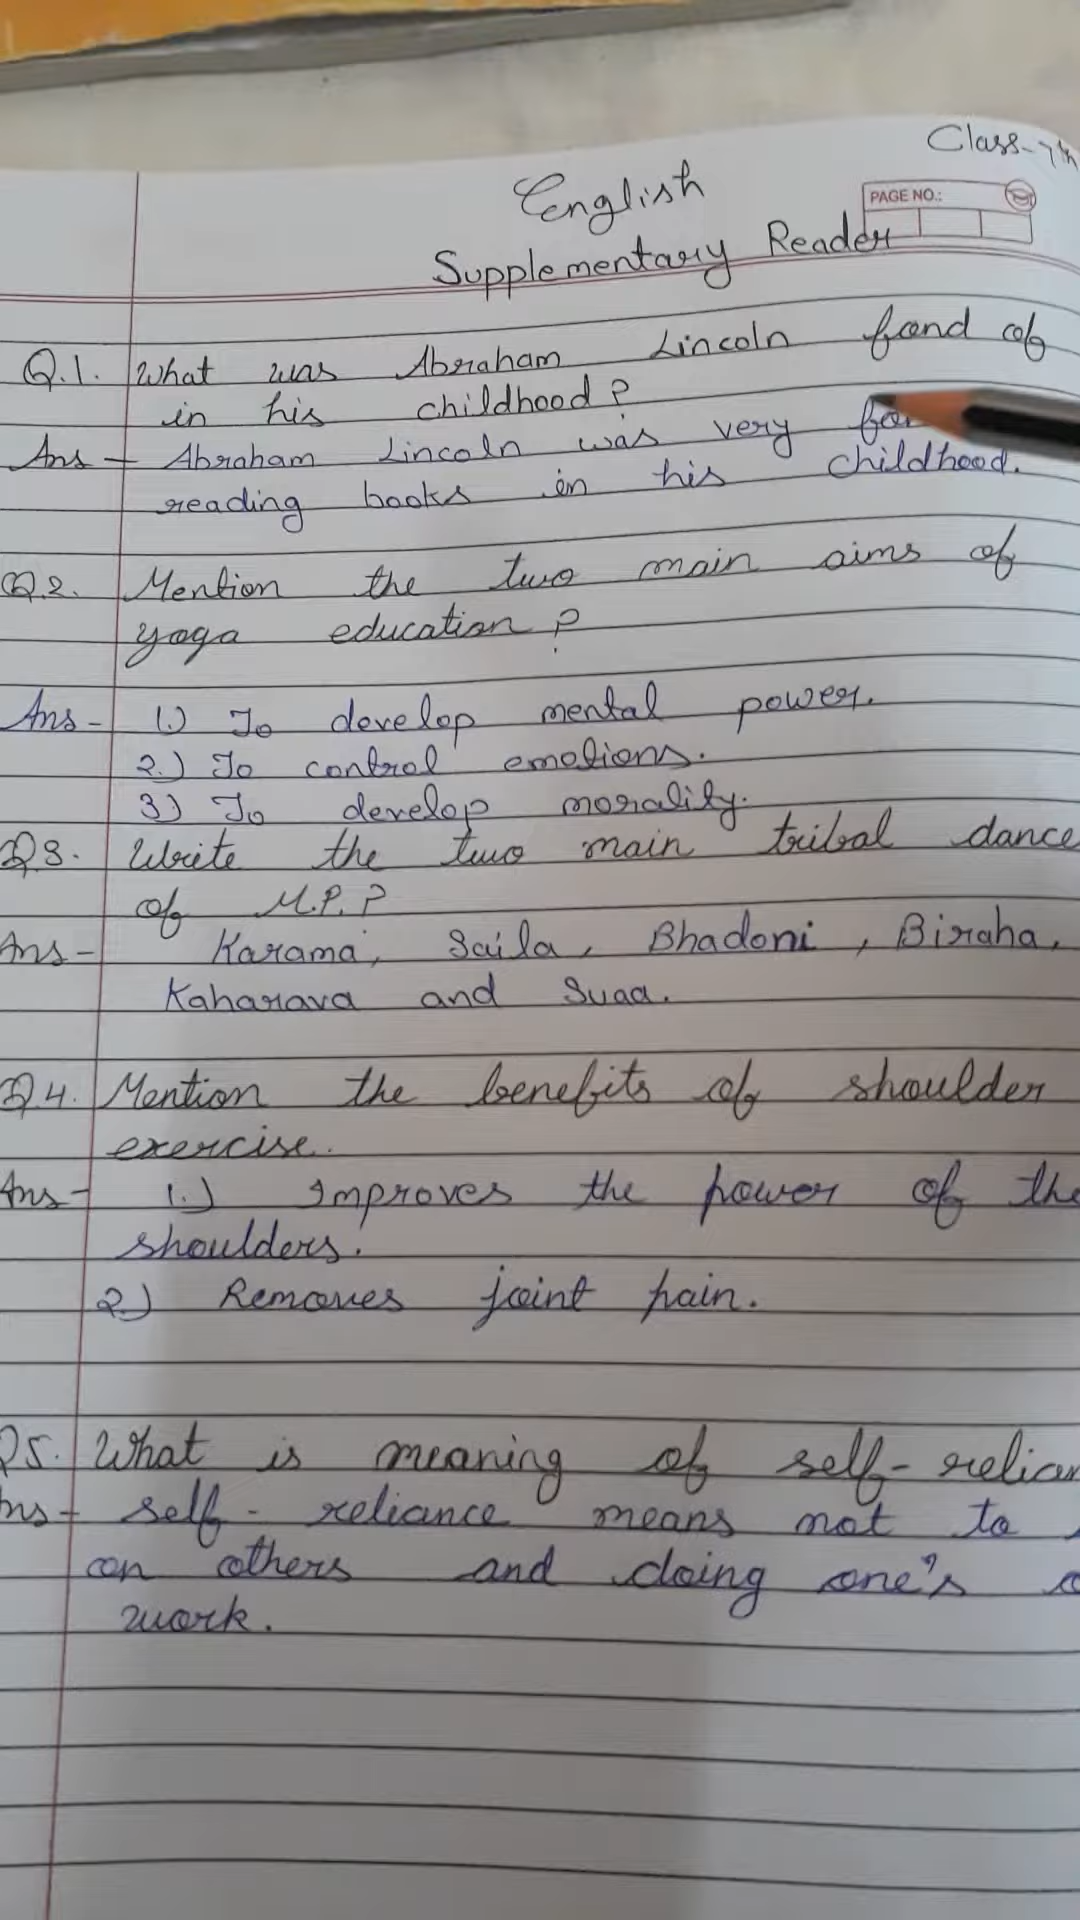 Class-7th
English
PAGE NO.:
Supplementary Reader
Q.1. What was Abraham Lincoln fond of
in his childhood?
Ans - Abraham Lincoln was very
reading books in his childhood.
Q.2. Mention the two main aims of
yoga education?
Ans - 1.) To develop mental power.
2.) To control emotions.
3) To develop morality.
Q3. Write the two main tribal dance
of M.P.?
Ans - Karama, Saila, Bhadoni, Biraha,
Kaharava and Suaa.
Q4. Mention the benefits of shoulder
exercise.
Ans - 1.) Improves the power of the
shoulders.
2.) Removes joint pain.
Q5. What is meaning of self-
Ans - self-reliance means not to
on others and doing one's
work.